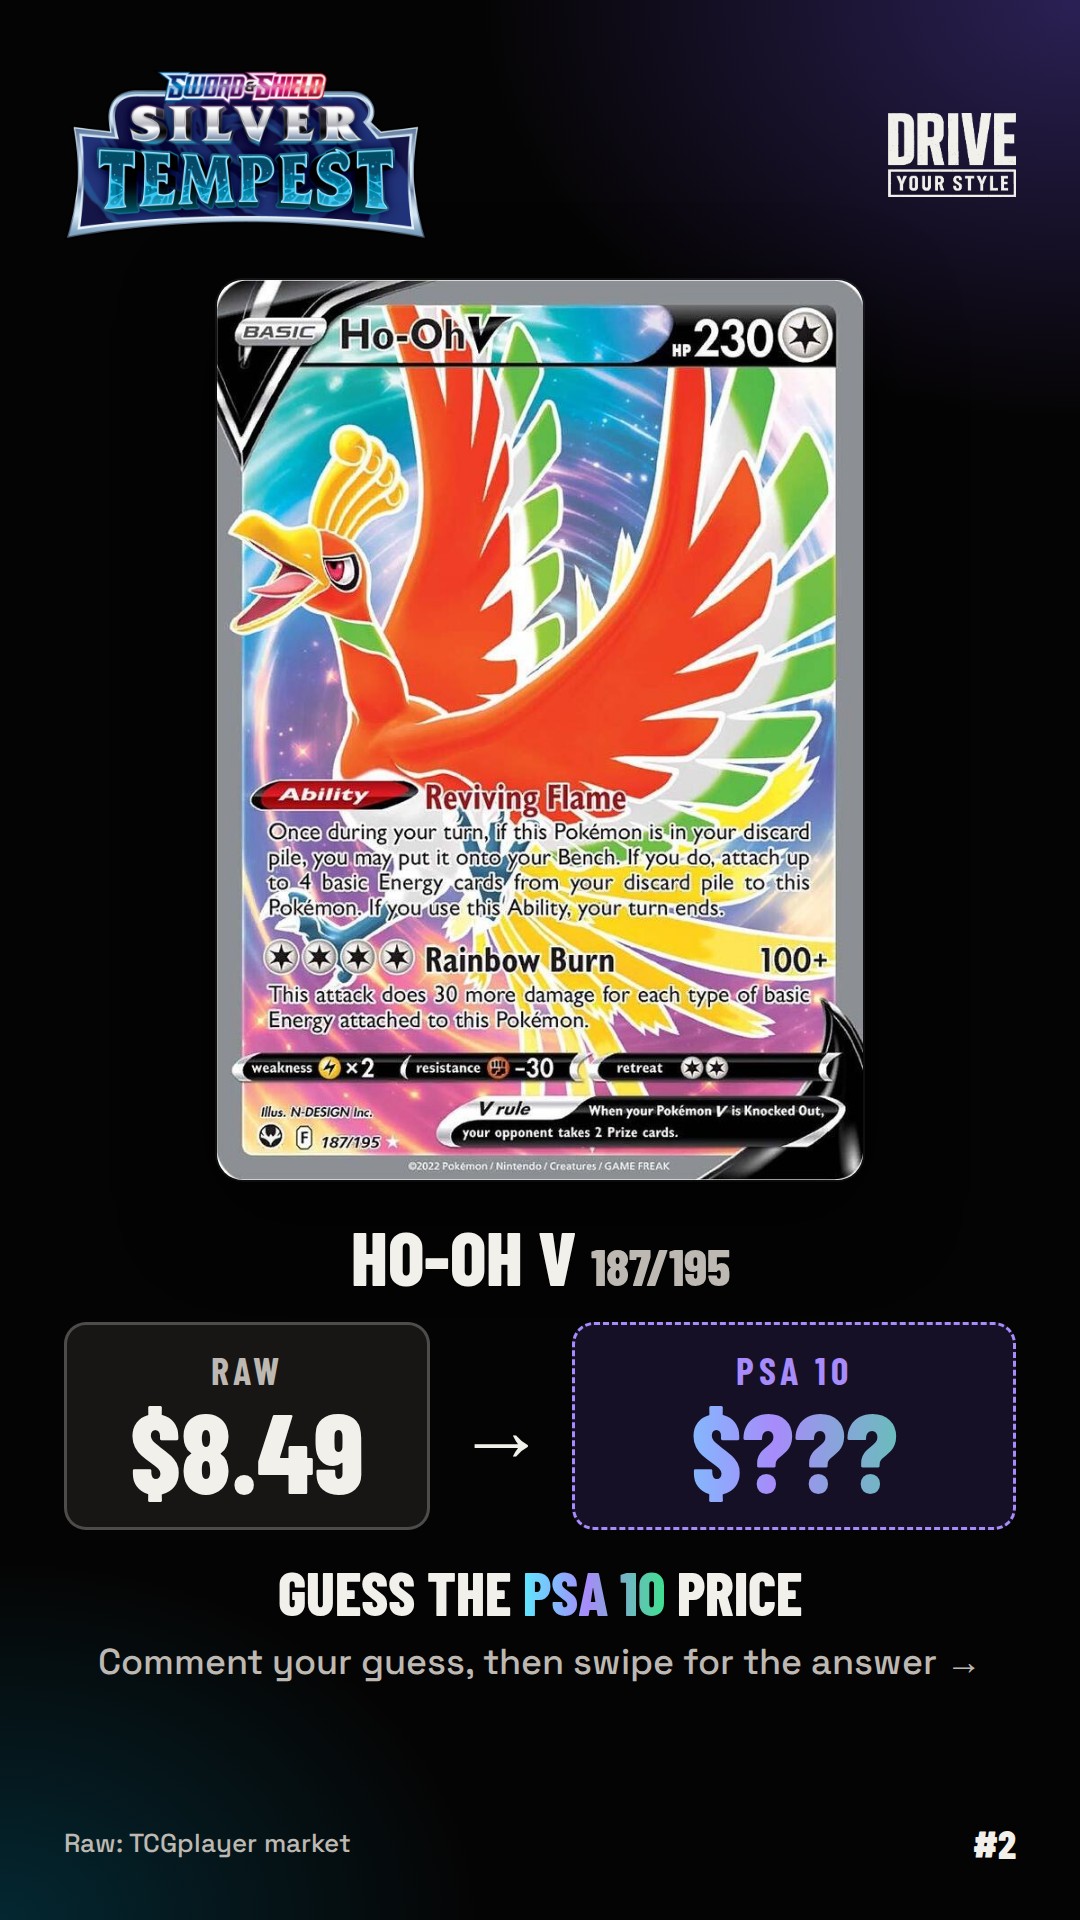 SWORD & SHIELD
SILVER
TEMPEST
DRIVE
YOUR STYLE
BASIC Ho-Oh V HP 230
Ability Reviving Flame
Once during your turn, if this Pokémon is in your discard
pile, you may put it onto your Bench. If you do, attach up
to 4 basic Energy cards from your discard pile to this
Pokémon. If you use this Ability, your turn ends.
Rainbow Burn 100+
This attack does 30 more damage for each type of basic
Energy attached to this Pokémon.
weakness ×2 resistance -30 retreat
Illus. N-DESIGN Inc.
V rule When your Pokémon V is Knocked Out,
your opponent takes 2 Prize cards.
F 187/195
©2022 Pokémon / Nintendo / Creatures / GAME FREAK
HO-OH V 187/195
RAW
$8.49
→
PSA 10
$???
GUESS THE PSA 10 PRICE
Comment your guess, then swipe for the answer →
Raw: TCGplayer market
#2